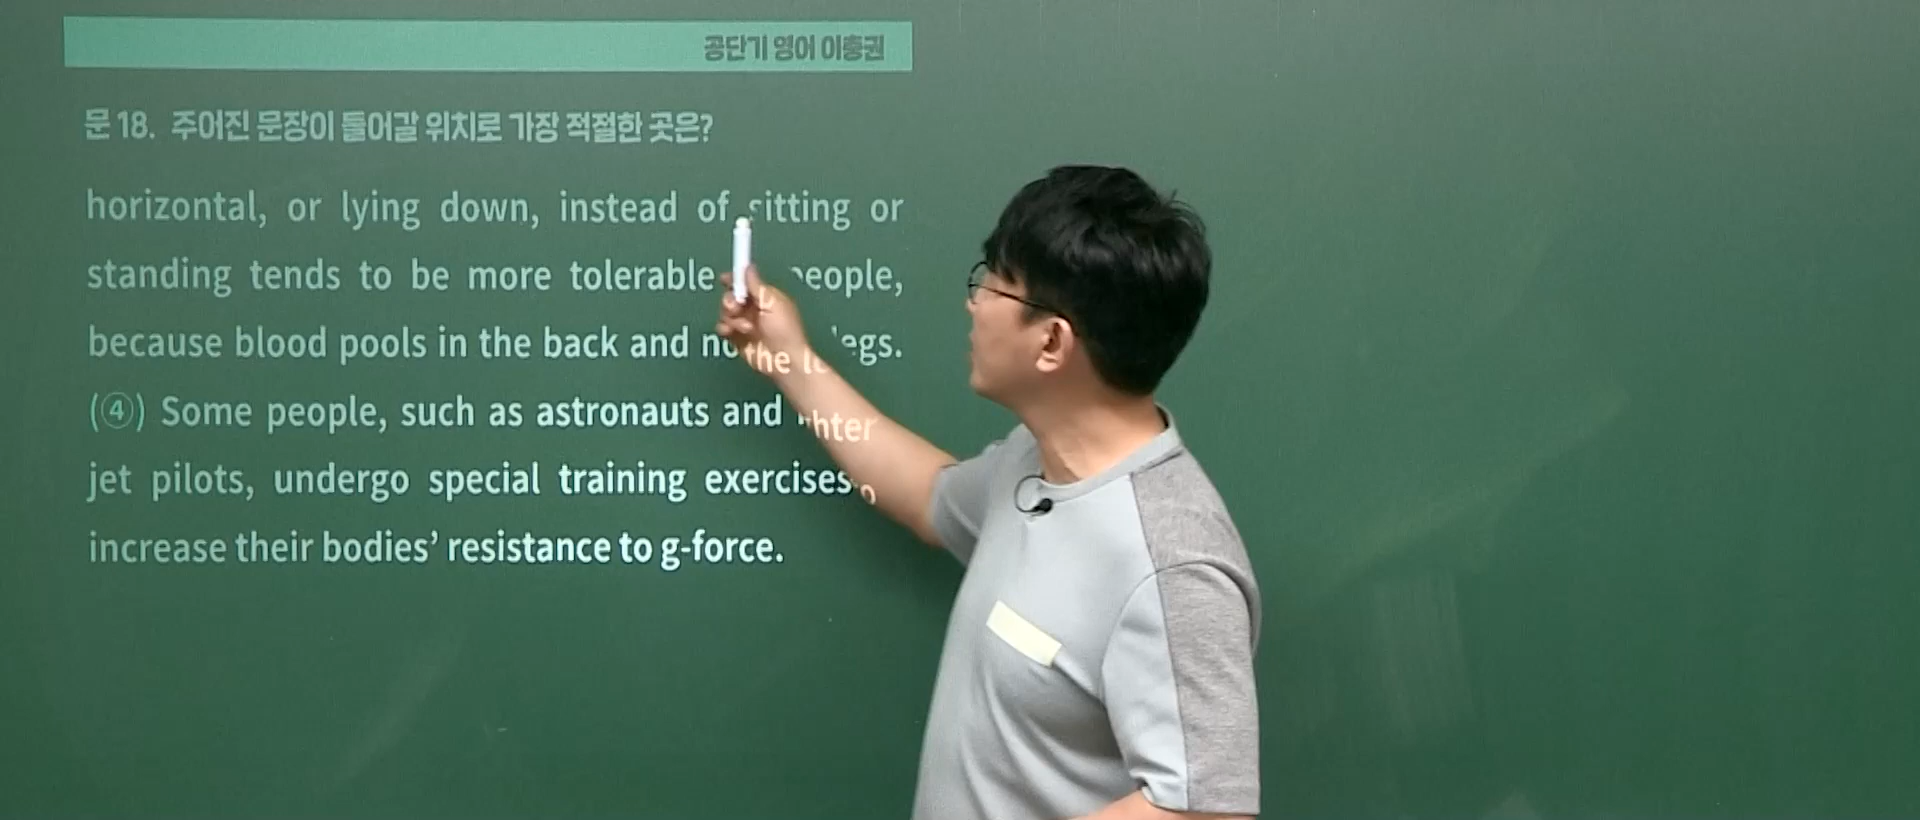 공단기 영어 이충권
문 18. 주어진 문장이 들어갈 위치로 가장 적절한 곳은?
horizontal, or lying down, instead of sitting or
standing tends to be more tolerable people,
because blood pools in the back and the legs.
(④) Some people, such as astronauts and
jet pilots, undergo special training exercises
increase their bodies' resistance to g-force.